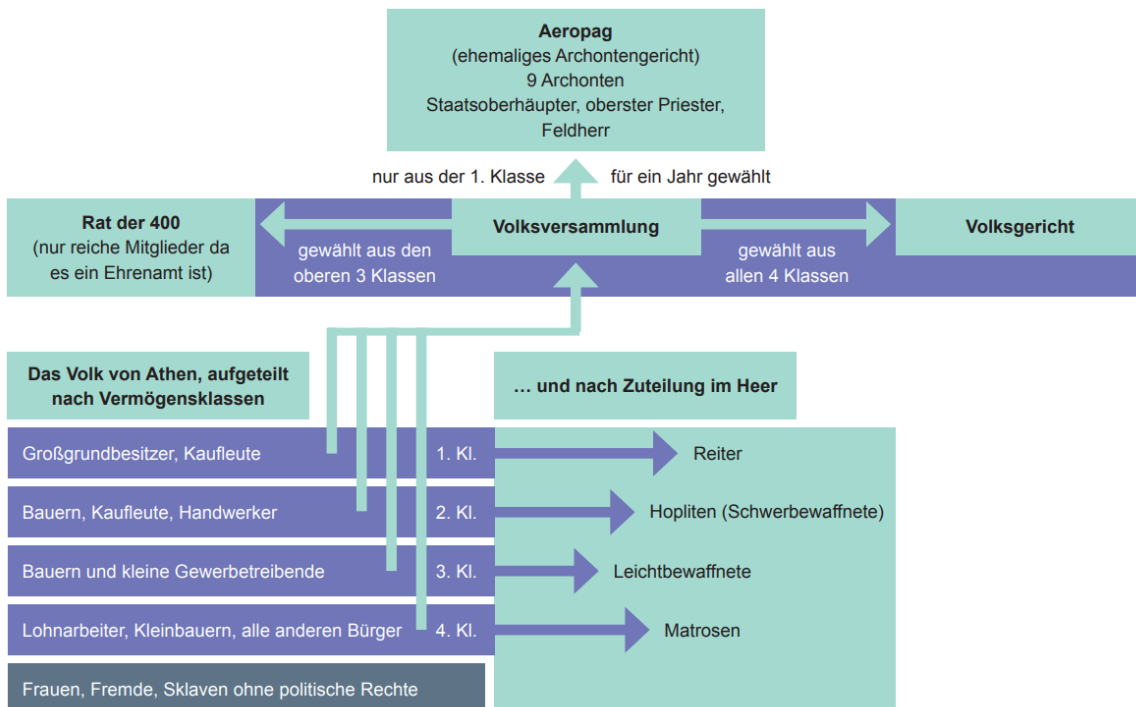 Aeropag
(ehemaliges Archontengericht)
9 Archonten
Staatsoberhäupter, oberster Priester,
Feldherr
nur aus der 1. Klasse
für ein Jahr gewählt
Rat der 400
(nur reiche Mitglieder da
es ein Ehrenamt ist)
gewählt aus den
oberen 3 Klassen
Volksversammlung
gewählt aus
allen 4 Klassen
Volksgericht
Das Volk von Athen, aufgeteilt
nach Vermögensklassen
… und nach Zuteilung im Heer
Großgrundbesitzer, Kaufleute
1. Kl.
Reiter
Bauern, Kaufleute, Handwerker
2. Kl.
Hopliten (Schwerbewaffnete)
Bauern und kleine Gewerbetreibende
3. Kl.
Leichtbewaffnete
Lohnarbeiter, Kleinbauern, alle anderen Bürger
4. Kl.
Matrosen
Frauen, Fremde, Sklaven ohne politische Rechte